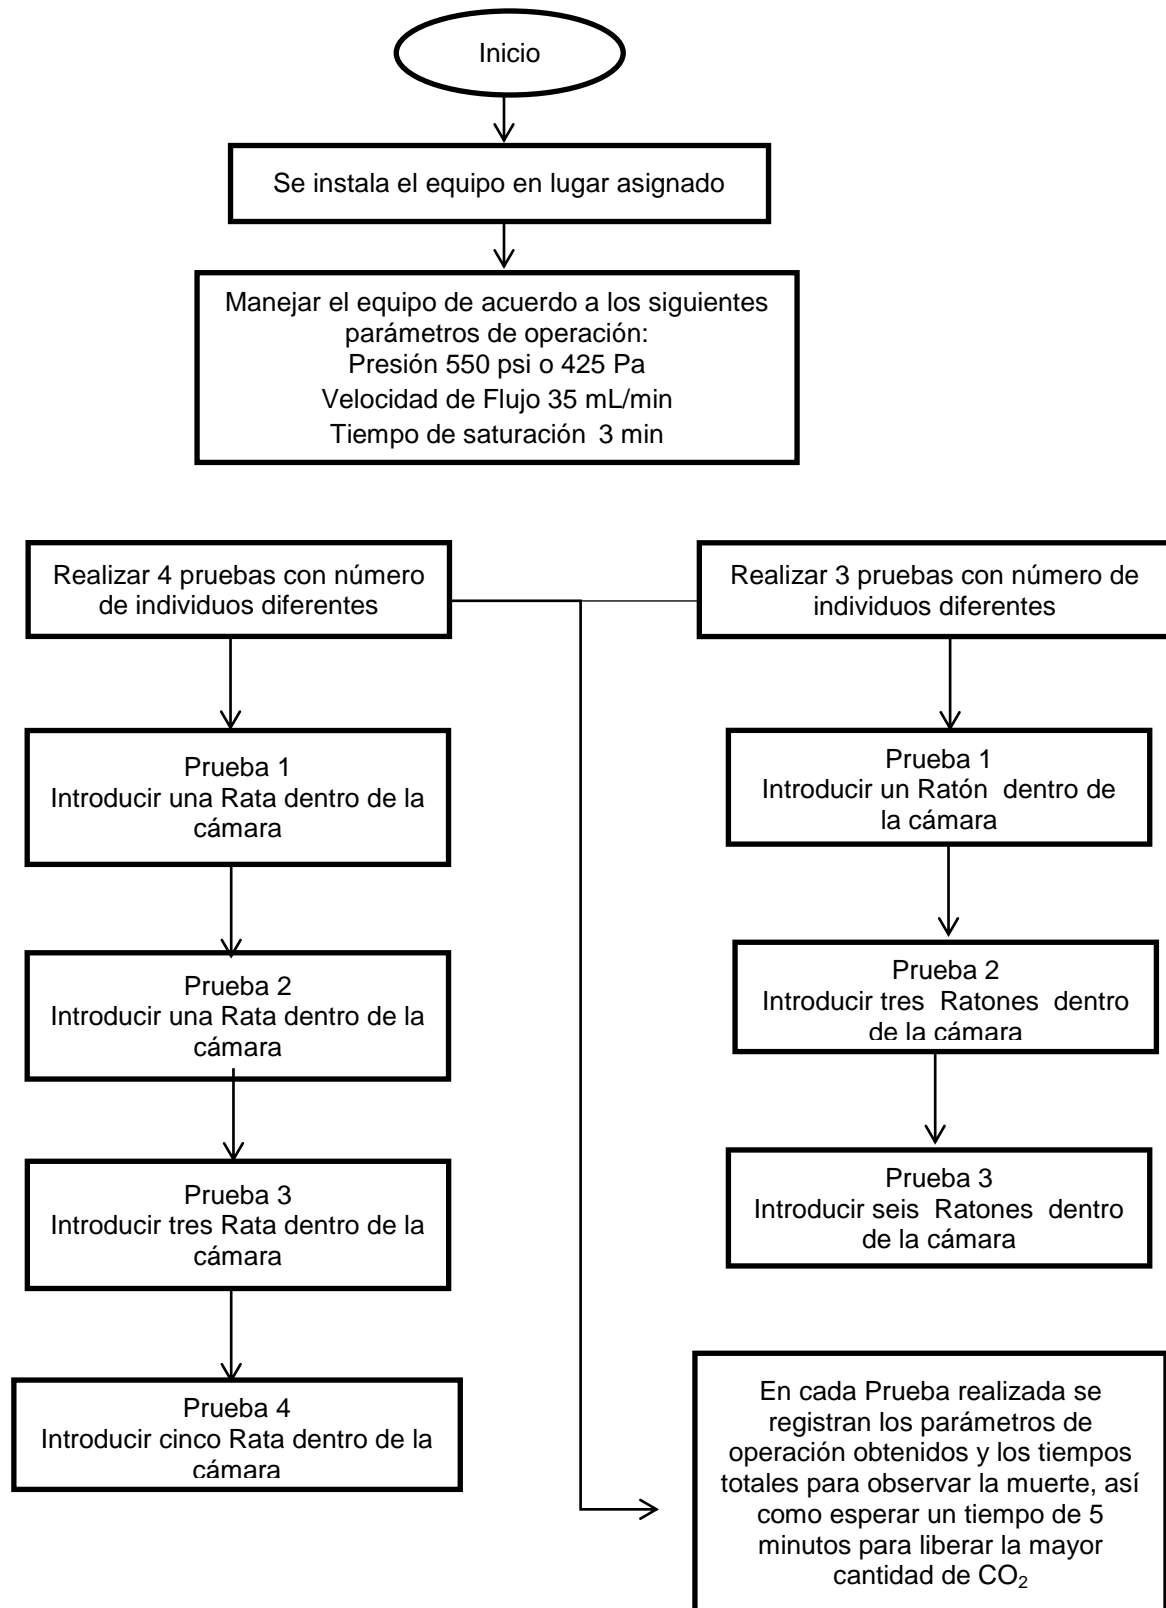 Inicio
Se instala el equipo en lugar asignado
Manejar el equipo de acuerdo a los siguientes
parámetros de operación:
Presión 550 psi o 425 Pa
Velocidad de Flujo 35 mL/min
Tiempo de saturación 3 min
Realizar 4 pruebas con número
de individuos diferentes
Prueba 1
Introducir una Rata dentro de la
cámara
Prueba 2
Introducir una Rata dentro de la
cámara
Prueba 3
Introducir tres Rata dentro de la
cámara
Prueba 4
Introducir cinco Rata dentro de la
cámara
Realizar 3 pruebas con número de
individuos diferentes
Prueba 1
Introducir un Ratón dentro de
la cámara
Prueba 2
Introducir tres Ratones dentro
de la cámara
Prueba 3
Introducir seis Ratones dentro
de la cámara
En cada Prueba realizada se
registran los parámetros de
operación obtenidos y los tiempos
totales para observar la muerte, así
como esperar un tiempo de 5
minutos para liberar la mayor
cantidad de CO₂